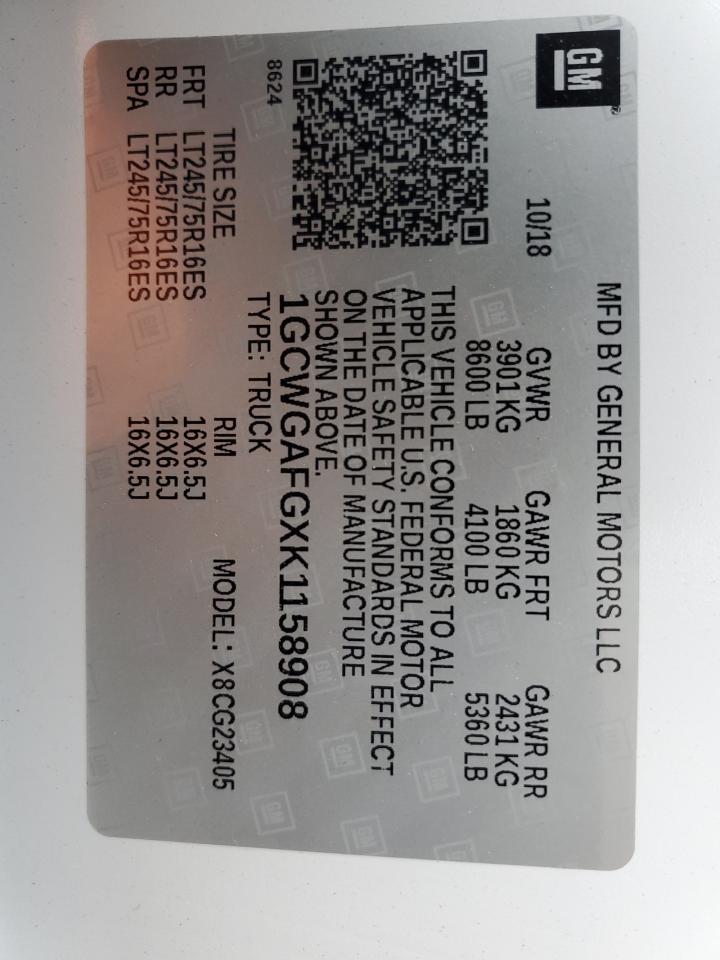 GM
MFD BY GENERAL MOTORS LLC
10/18 GVWR GAWR FRT GAWR RR
3901 KG 1860 KG 2431 KG
8600 LB 4100 LB 5360 LB
THIS VEHICLE CONFORMS TO ALL
APPLICABLE U.S. FEDERAL MOTOR
VEHICLE SAFETY STANDARDS IN EFFECT
ON THE DATE OF MANUFACTURE
SHOWN ABOVE.
8624
1GCWGAFGXK1158908
TYPE: TRUCK
TIRE SIZE RIM MODEL: X8CG23405
FRT LT245/75R16ES 16X6.5J
RR LT245/75R16ES 16X6.5J
SPA LT245/75R16ES 16X6.5J